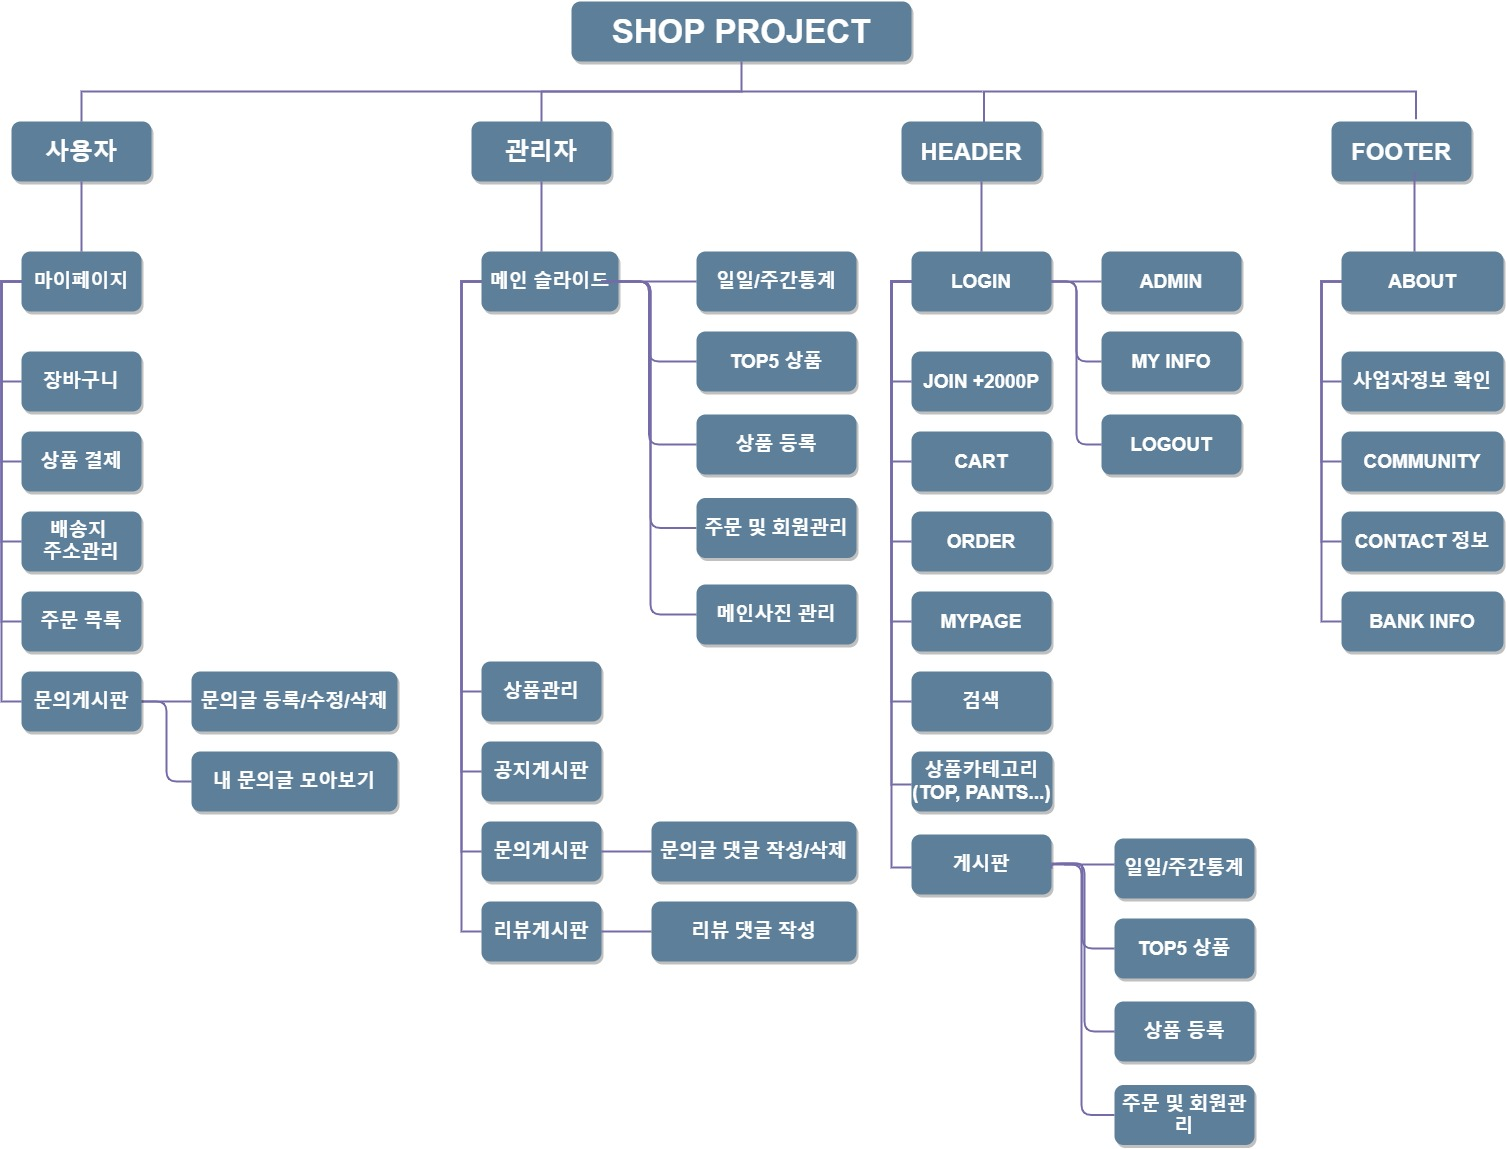 SHOP PROJECT
사용자
관리자
HEADER
FOOTER
마이페이지
장바구니
상품 결제
배송지
주소관리
주문 목록
문의게시판
문의글 등록/수정/삭제
내 문의글 모아보기
메인 슬라이드
일일/주간통계
TOP5 상품
상품 등록
주문 및 회원관리
메인사진 관리
상품관리
공지게시판
문의게시판
문의글 댓글 작성/삭제
리뷰게시판
리뷰 댓글 작성
LOGIN
ADMIN
MY INFO
LOGOUT
JOIN +2000P
CART
ORDER
MYPAGE
검색
상품카테고리
(TOP, PANTS...)
게시판
일일/주간통계
TOP5 상품
상품 등록
주문 및 회원관
리
ABOUT
사업자정보 확인
COMMUNITY
CONTACT 정보
BANK INFO